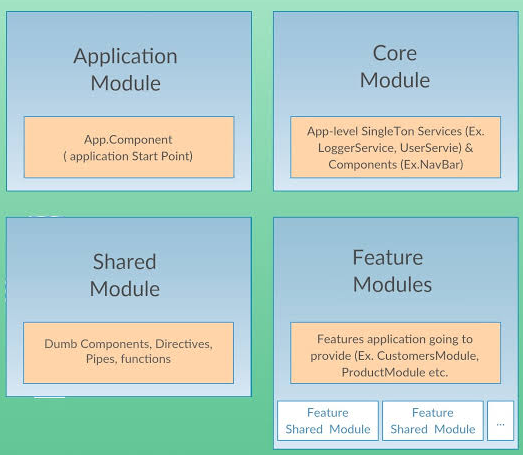 Application
Module
App.Component
( application Start Point)
Core
Module
App-level SingleTon Services (Ex.
LoggerService, UserServie) &
Components (Ex.NavBar)
Shared
Module
Dumb Components, Directives,
Pipes, functions
Feature
Modules
Features application going to
provide (Ex. CustomersModule,
ProductModule etc.
Feature
Shared Module
Feature
Shared Module
...